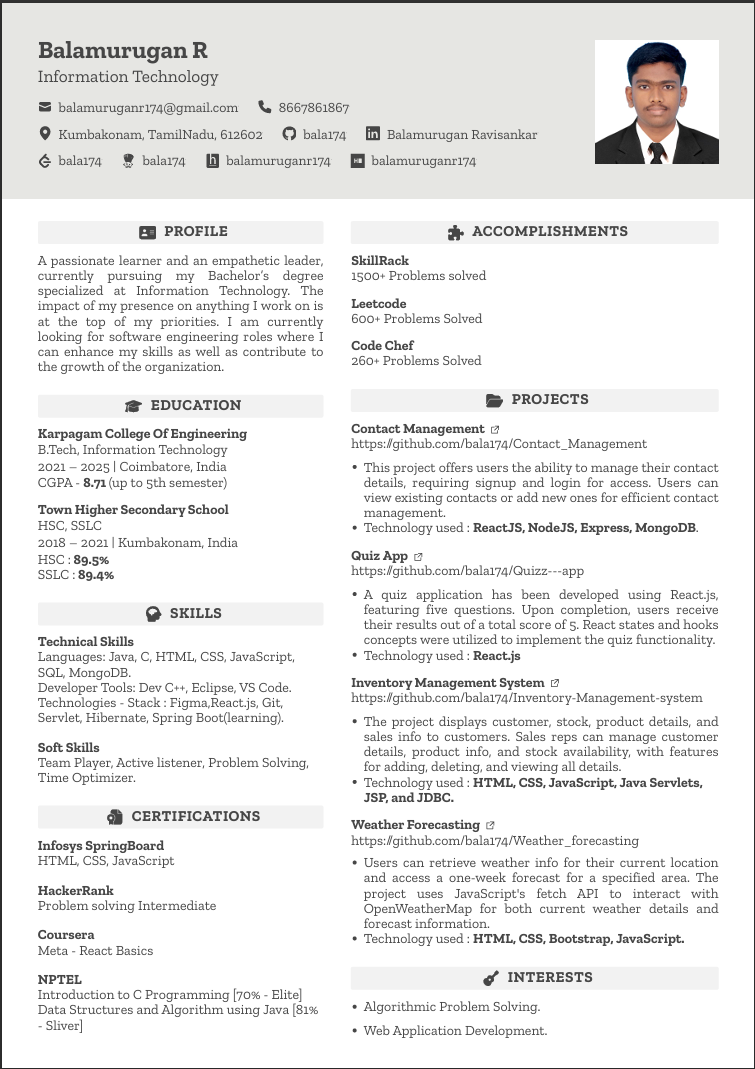 Balamurugan R
Information Technology
balamuruganr174@gmail.com 8667861867
Kumbakonam, TamilNadu, 612602 bala174 Balamurugan Ravisankar
bala174 bala174 balamuruganr174 balamuruganr174
PROFILE
A passionate learner and an empathetic leader,
currently pursuing my Bachelor's degree
specialized at Information Technology. The
impact of my presence on anything I work on is
at the top of my priorities. I am currently
looking for software engineering roles where I
can enhance my skills as well as contribute to
the growth of the organization.
EDUCATION
Karpagam College Of Engineering
B.Tech, Information Technology
2021 – 2025 | Coimbatore, India
CGPA - 8.71 (up to 5th semester)
Town Higher Secondary School
HSC, SSLC
2018 – 2021 | Kumbakonam, India
HSC : 89.5%
SSLC : 89.4%
SKILLS
Technical Skills
Languages: Java, C, HTML, CSS, JavaScript,
SQL, MongoDB.
Developer Tools: Dev C++, Eclipse, VS Code.
Technologies - Stack : Figma,React.js, Git,
Servlet, Hibernate, Spring Boot(learning).
Soft Skills
Team Player, Active listener, Problem Solving,
Time Optimizer.
CERTIFICATIONS
Infosys SpringBoard
HTML, CSS, JavaScript
HackerRank
Problem solving Intermediate
Coursera
Meta - React Basics
NPTEL
Introduction to C Programming [70% - Elite]
Data Structures and Algorithm using Java [81%
- Sliver]
ACCOMPLISHMENTS
SkillRack
1500+ Problems solved
Leetcode
600+ Problems Solved
Code Chef
260+ Problems Solved
PROJECTS
Contact Management
https://github.com/bala174/Contact_Management
• This project offers users the ability to manage their contact
details, requiring signup and login for access. Users can
view existing contacts or add new ones for efficient contact
management.
• Technology used : ReactJS, NodeJS, Express, MongoDB.
Quiz App
https://github.com/bala174/Quizz---app
• A quiz application has been developed using React.js,
featuring five questions. Upon completion, users receive
their results out of a total score of 5. React states and hooks
concepts were utilized to implement the quiz functionality.
• Technology used : React.js
Inventory Management System
https://github.com/bala174/Inventory-Management-system
• The project displays customer, stock, product details, and
sales info to customers. Sales reps can manage customer
details, product info, and stock availability, with features
for adding, deleting, and viewing all details.
• Technology used : HTML, CSS, JavaScript, Java Servlets,
JSP, and JDBC.
Weather Forecasting
https://github.com/bala174/Weather_forecasting
• Users can retrieve weather info for their current location
and access a one-week forecast for a specified area. The
project uses JavaScript's fetch API to interact with
OpenWeatherMap for both current weather details and
forecast information.
• Technology used : HTML, CSS, Bootstrap, JavaScript.
INTERESTS
• Algorithmic Problem Solving.
• Web Application Development.